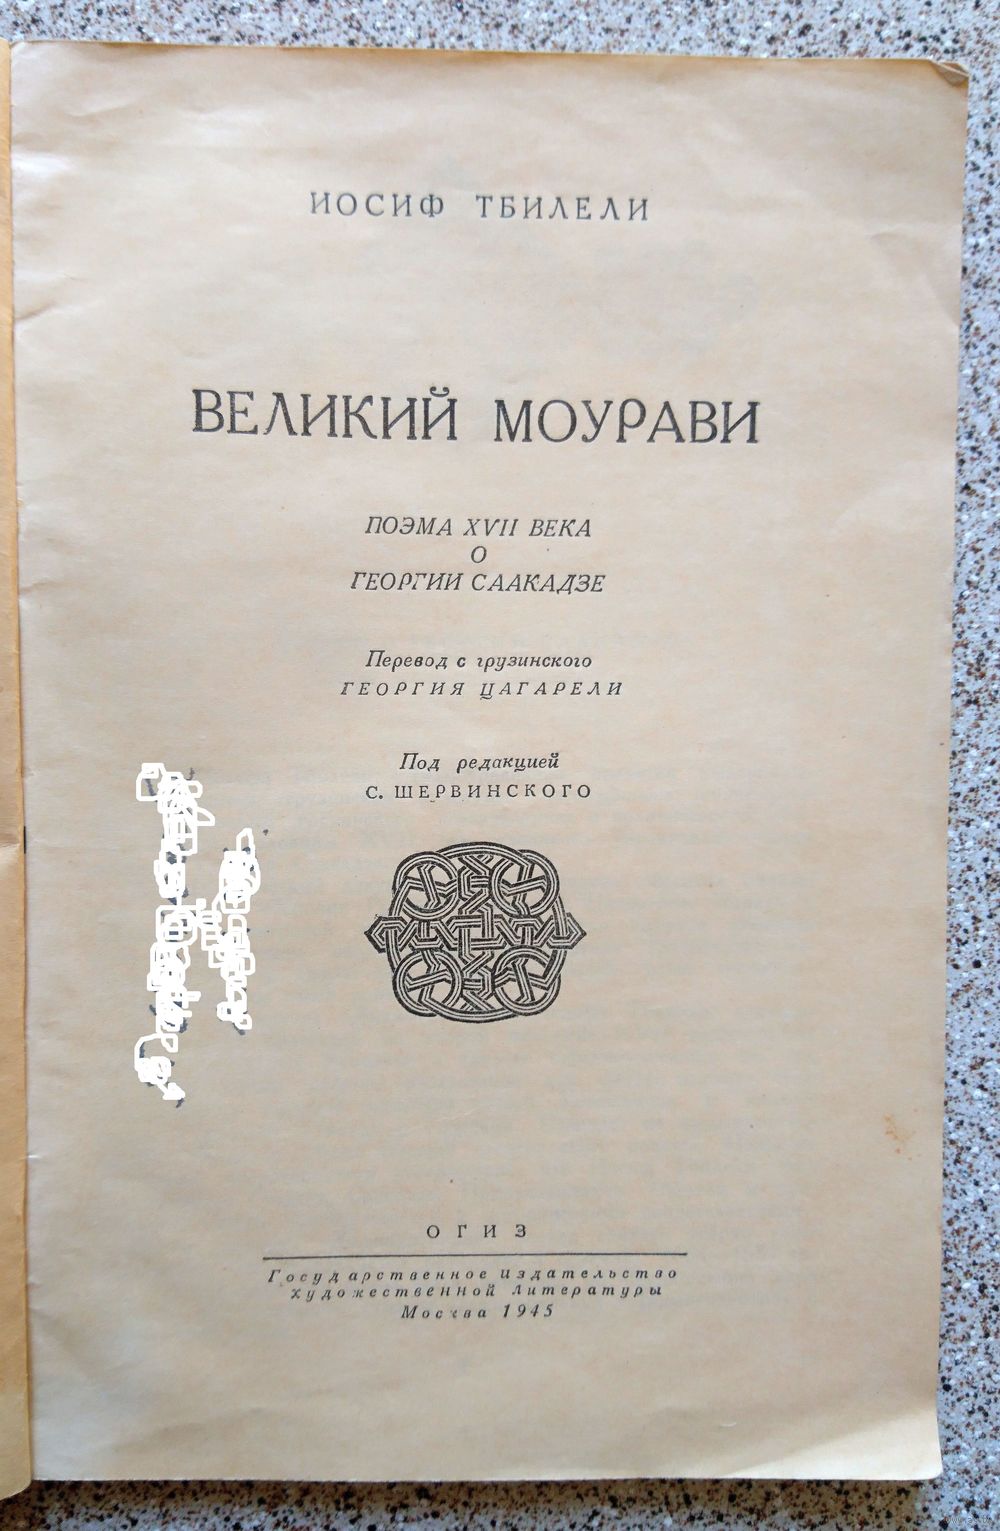 ИОСИФ ТБИЛЕЛИ
ВЕЛИКИЙ МОУРАВИ
ПОЭМА XVII ВЕКА
О
ГЕОРГИИ СААКАДЗЕ
Перевод с грузинского
ГЕОРГИЯ ЦАГАРЕЛИ
Под редакцией
С. ШЕРВИНСКОГО
ОГИЗ
Государственное издательство
художественной литературы
Москва 1945